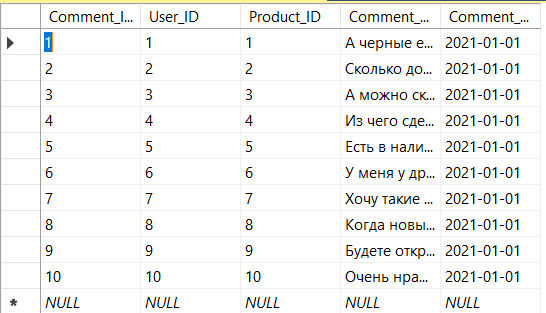 Comment_I... User_ID Product_ID Comment_... Comment_...
1 1 1 А черные е... 2021-01-01
2 2 2 Сколько до... 2021-01-01
3 3 3 А можно ск... 2021-01-01
4 4 4 Из чего сде... 2021-01-01
5 5 5 Есть в нали... 2021-01-01
6 6 6 У меня у др... 2021-01-01
7 7 7 Хочу такие ... 2021-01-01
8 8 8 Когда новы... 2021-01-01
9 9 9 Будете откр... 2021-01-01
10 10 10 Очень нра... 2021-01-01
NULL NULL NULL NULL NULL